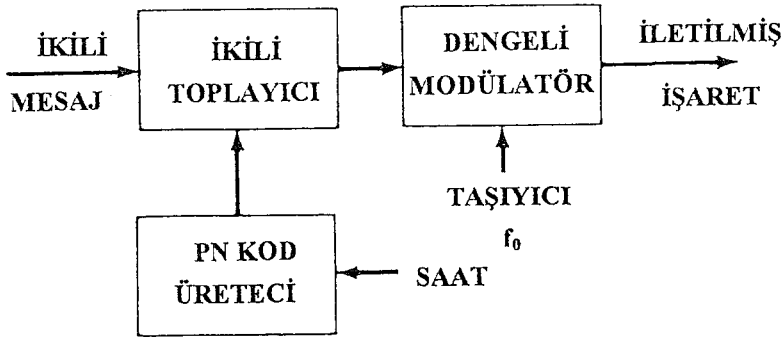 İKİLİ
MESAJ
İKİLİ
TOPLAYICI
DENGELİ
MODÜLATÖR
İLETİLMİŞ
İŞARET
TAŞIYICI
f₀
PN KOD
ÜRETECİ
SAAT